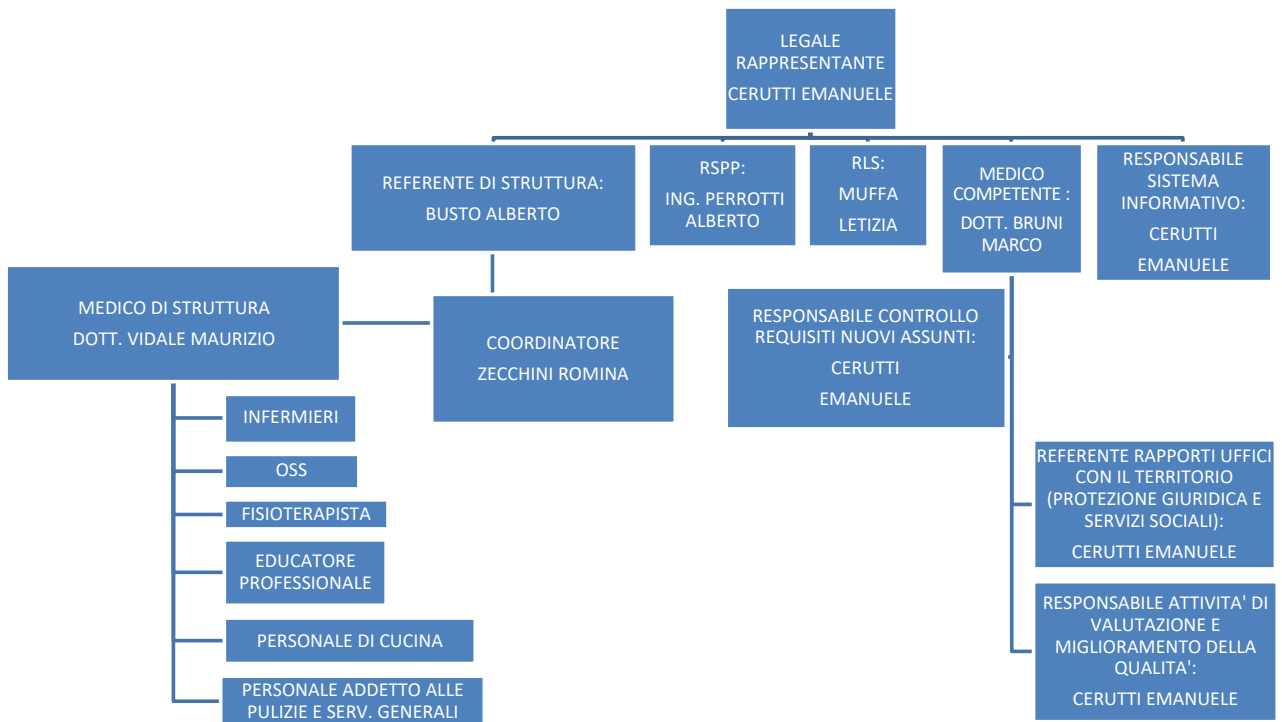 LEGALE
RAPPRESENTANTE
CERUTTI EMANUELE
REFERENTE DI STRUTTURA:
BUSTO ALBERTO
RSPP:
ING. PERROTTI
ALBERTO
RLS:
MUFFA
LETIZIA
MEDICO
COMPETENTE :
DOTT. BRUNI
MARCO
RESPONSABILE
SISTEMA
INFORMATIVO:
CERUTTI
EMANUELE
MEDICO DI STRUTTURA
DOTT. VIDALE MAURIZIO
COORDINATORE
ZECCHINI ROMINA
RESPONSABILE CONTROLLO
REQUISITI NUOVI ASSUNTI:
CERUTTI
EMANUELE
INFERMIERI
OSS
FISIOTERAPISTA
EDUCATORE
PROFESSIONALE
PERSONALE DI CUCINA
PERSONALE ADDETTO ALLE
PULIZIE E SERV. GENERALI
REFERENTE RAPPORTI UFFICI
CON IL TERRITORIO
(PROTEZIONE GIURIDICA E
SERVIZI SOCIALI):
CERUTTI EMANUELE
RESPONSABILE ATTIVITA' DI
VALUTAZIONE E
MIGLIORAMENTO DELLA
QUALITA':
CERUTTI EMANUELE